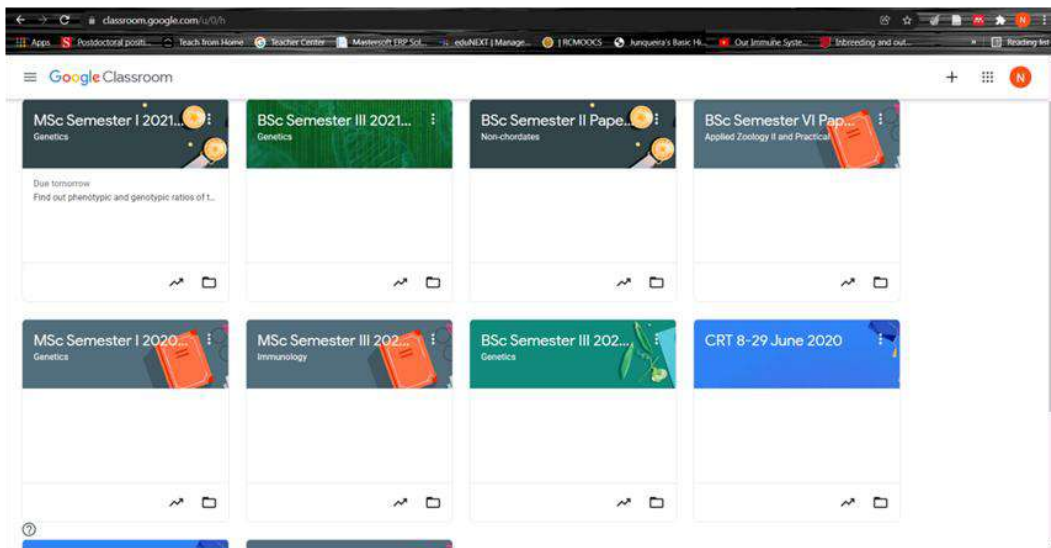 classroom.google.com/u/0/h
Apps Postdoctoral positi... Teach from Home Teacher Center Mastersoft ERP Sol... eduNEXT | Manage... | IRCMOOCS Junqueira's Basic Hi... Our Immune Syste... Inbreeding and out... » Reading list
Google Classroom N
MSc Semester I 2021...
Genetics
Due tomorrow
Find out phenotypic and genotypic ratios of t...
BSc Semester III 2021...
Genetics
BSc Semester II Pape...
Non-chordates
BSc Semester VI Pap...
Applied Zoology II and Practical
MSc Semester I 2020...
Genetics
MSc Semester III 202...
Immunology
BSc Semester III 202...
Genetics
CRT 8-29 June 2020